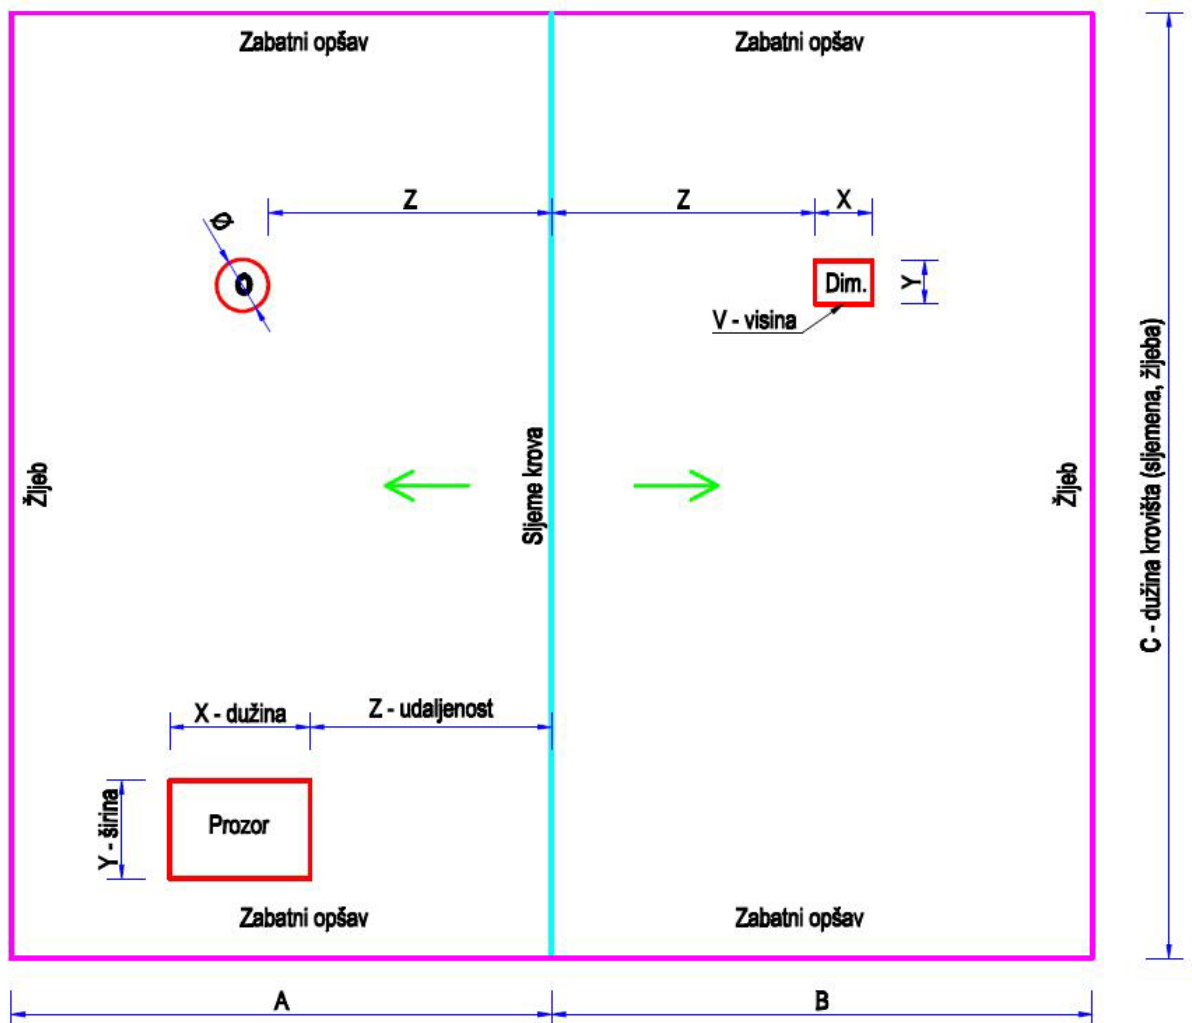 Zabatni opšav
Zabatni opšav
Z
Z
X
Ø
O
Dim.
Y
V - visina
Žljeb
Sljeme krova
Žljeb
C - dužina krovišta (sljemena, žljeba)
X - dužina
Z - udaljenost
Y - širina
Prozor
Zabatni opšav
Zabatni opšav
A
B